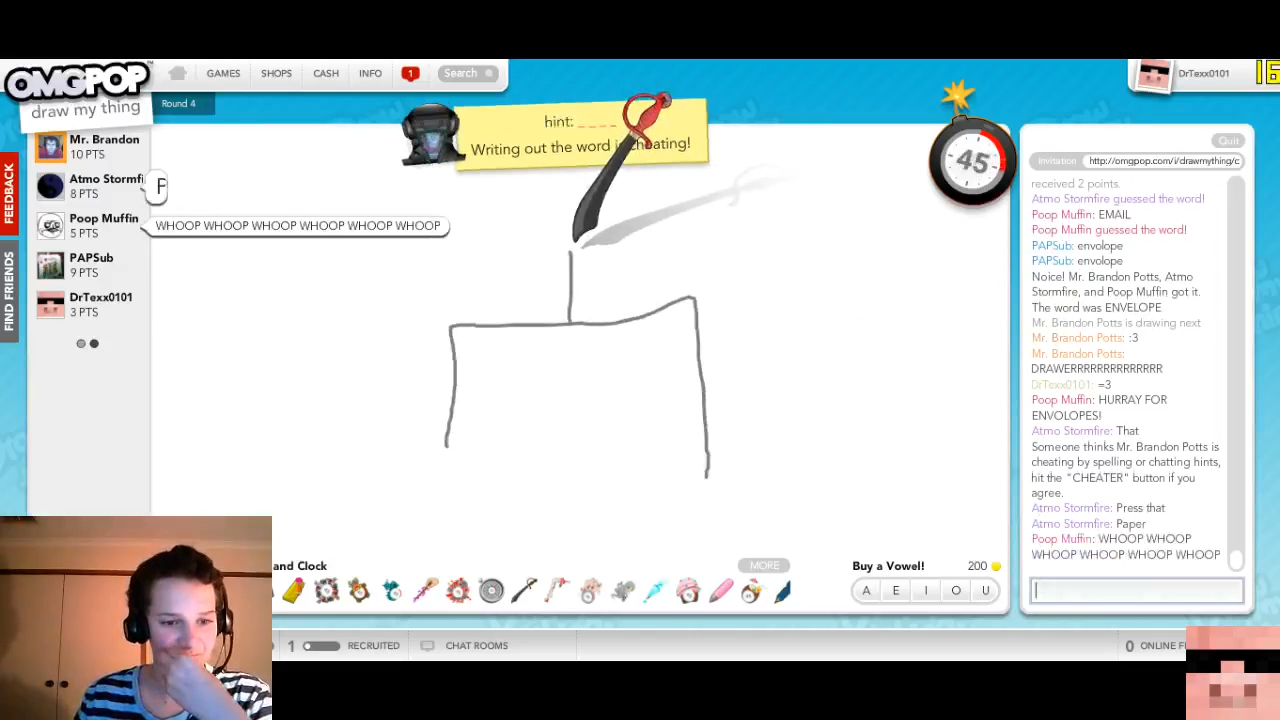 OMGPOP
GAMES
SHOPS
CASH
INFO
1
Search
DrTexx0101
16
draw my thing
Round 4
hint: _ _ _ _ _
Writing out the word is cheating!
45
FEEDBACK
FIND FRIENDS
Mr. Brandon
10 PTS
Atmo Stormfi
8 PTS
F
Poop Muffin
5 PTS
WHOOP WHOOP WHOOP WHOOP WHOOP WHOOP
PAPSub
9 PTS
DrTexx0101
3 PTS
Quit
Invitation http://omgpop.com/i/drawmything/c
received 2 points.
Atmo Stormfire guessed the word!
Poop Muffin: EMAIL
Poop Muffin guessed the word!
PAPSub: envolope
PAPSub: envolope
Noice! Mr. Brandon Potts, Atmo
Stormfire, and Poop Muffin got it.
The word was ENVELOPE
Mr. Brandon Potts is drawing next
Mr. Brandon Potts: :3
Mr. Brandon Potts:
DRAWERRRRRRRRRRRRRR
DrTexx0101: =3
Poop Muffin: HURRAY FOR
ENVOLOPES!
Atmo Stormfire: That
Someone thinks Mr. Brandon Potts is
cheating by spelling or chatting hints,
hit the "CHEATER" button if you
agree.
Atmo Stormfire: Press that
Atmo Stormfire: Paper
Poop Muffin: WHOOP WHOOP
WHOOP WHOOP WHOOP WHOOP
and Clock
MORE
Buy a Vowel!
200
A E I O U
1
RECRUITED
CHAT ROOMS
0 ONLINE